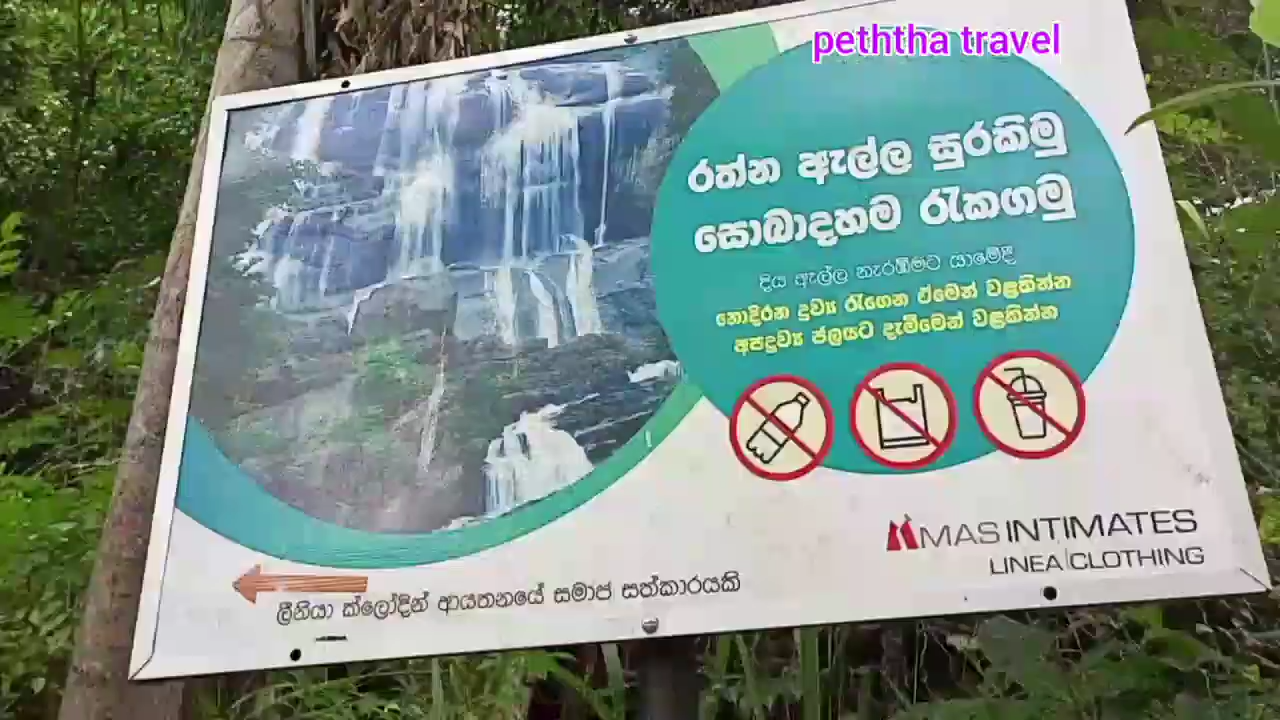 peththa travel
රත්න ඇල්ල සුරකිමු
සොබාදහම රැකගමු
දිය ඇල්ල නැරඹීමට යාමේදී
නොදිරන ද්‍රව්‍ය රැගෙන ඒමෙන් වළකින්න
අපද්‍රව්‍ය ජලයට දැමීමෙන් වළකින්න
MAS INTIMATES
LINEA CLOTHING
ලීනියා ක්ලෝදින් ආයතනයේ සමාජ සත්කාරයකි